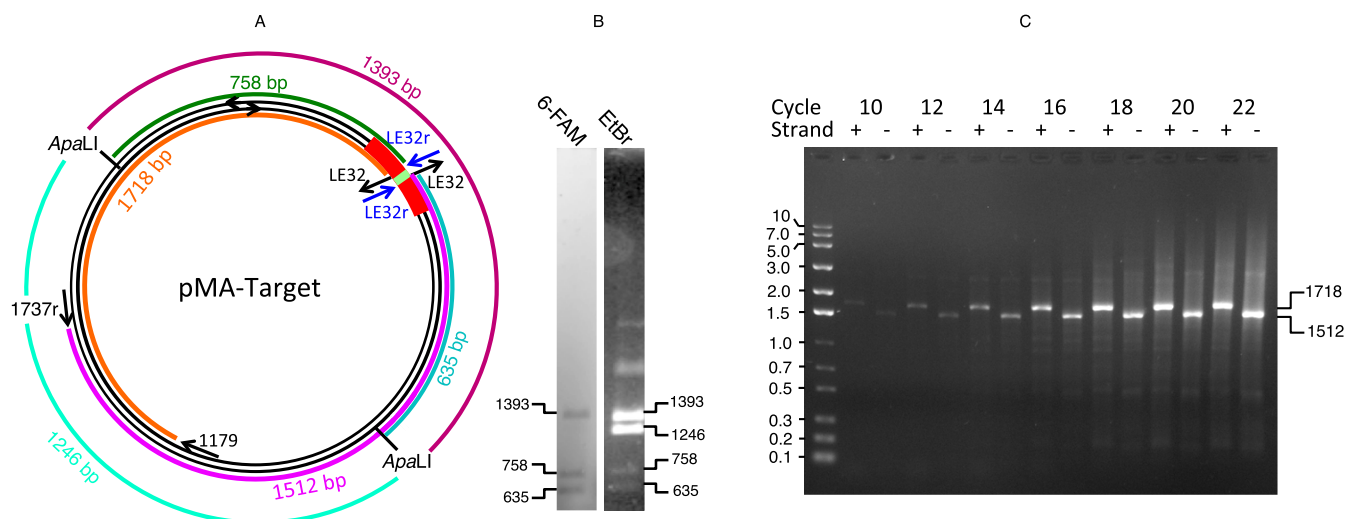 A
1393 bp
758 bp
ApaLI
1718 bp
LE32r
LE32
LE32
LE32r
pMA-Target
1737r
635 bp
1179
1246 bp
ApaLI
1512 bp
B
6-FAM
EtBr
1393
1393
1246
758
758
635
635
C
Cycle 10 12 14 16 18 20 22
Strand + - + - + - + - + - + - + -
10
7.0
5.0
3.0
2.0
1.5
1.0
0.7
0.5
0.3
0.2
0.1
1718
1512